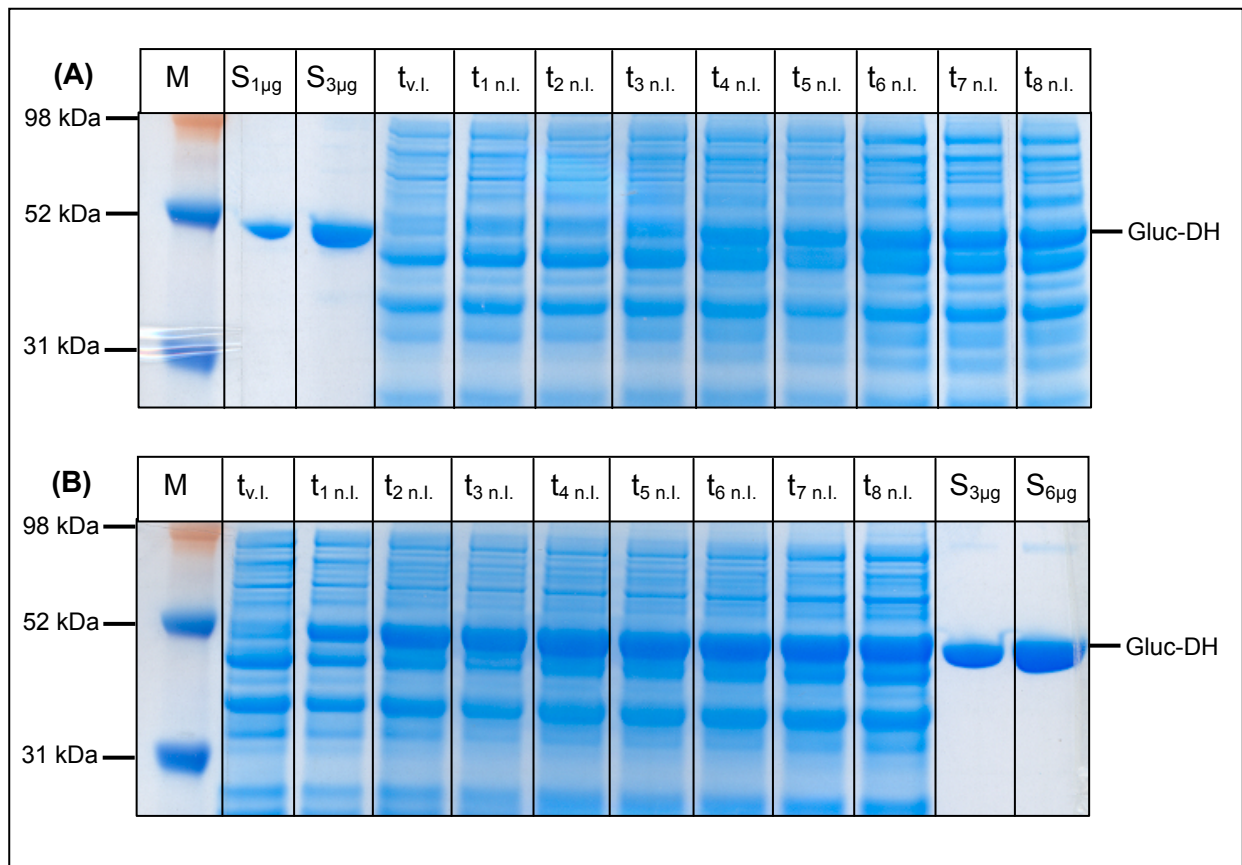 (A) M S1µg S3µg tv.I. t1 n.I. t2 n.I. t3 n.I. t4 n.I. t5 n.I. t6 n.I. t7 n.I. t8 n.I.
98 kDa
52 kDa
Gluc-DH
31 kDa
(B) M tv.I. t1 n.I. t2 n.I. t3 n.I. t4 n.I. t5 n.I. t6 n.I. t7 n.I. t8 n.I. S3µg S6µg
98 kDa
52 kDa
Gluc-DH
31 kDa